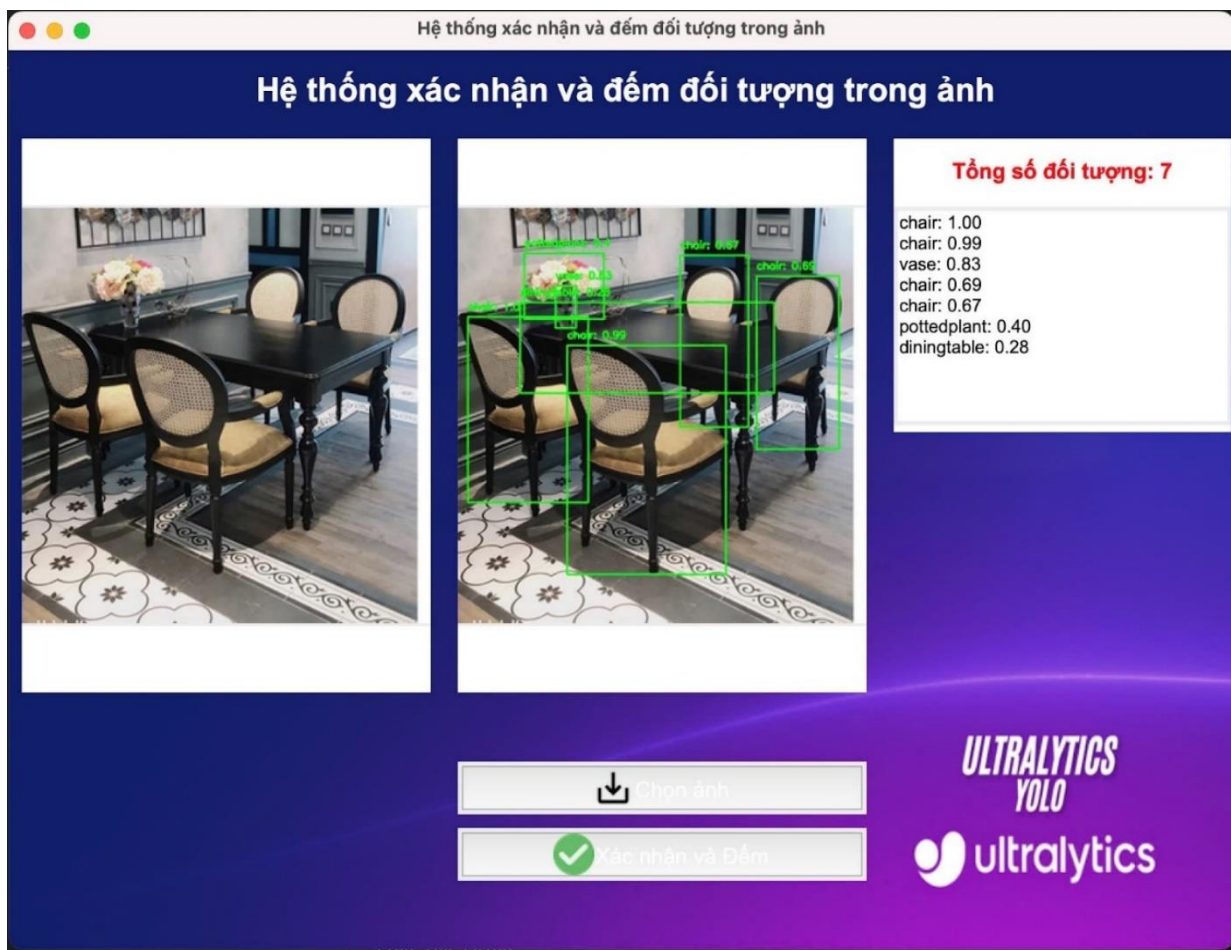 Hệ thống xác nhận và đếm đối tượng trong ảnh
Hệ thống xác nhận và đếm đối tượng trong ảnh
Tổng số đối tượng: 7
chair: 1.00
chair: 0.99
vase: 0.83
chair: 0.69
chair: 0.67
pottedplant: 0.40
diningtable: 0.28
chair: 0.67
chair: 0.69
vase: 0.83
chair: 0.99
Chọn ảnh
Xác nhận và Đếm
ULTRALYTICS
YOLO
ultralytics